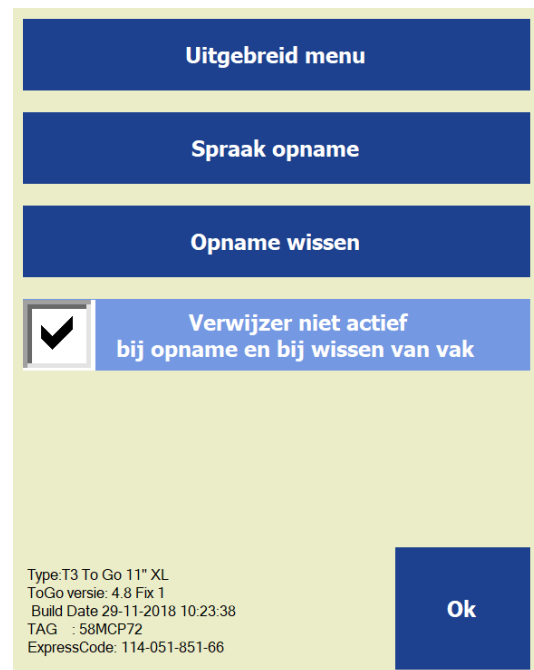 Uitgebreid menu
Spraak opname
Opname wissen
Verwijzer niet actief
bij opname en bij wissen van vak
Type:T3 To Go 11" XL
ToGo versie: 4.8 Fix 1
Build Date 29-11-2018 10:23:38
TAG : 58MCP72
ExpressCode: 114-051-851-66
Ok